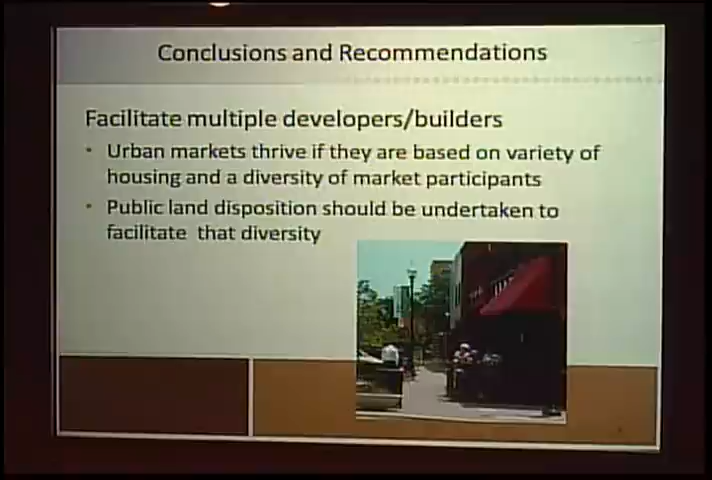 Conclusions and Recommendations
Facilitate multiple developers/builders
• Urban markets thrive if they are based on variety of
housing and a diversity of market participants
• Public land disposition should be undertaken to
facilitate that diversity